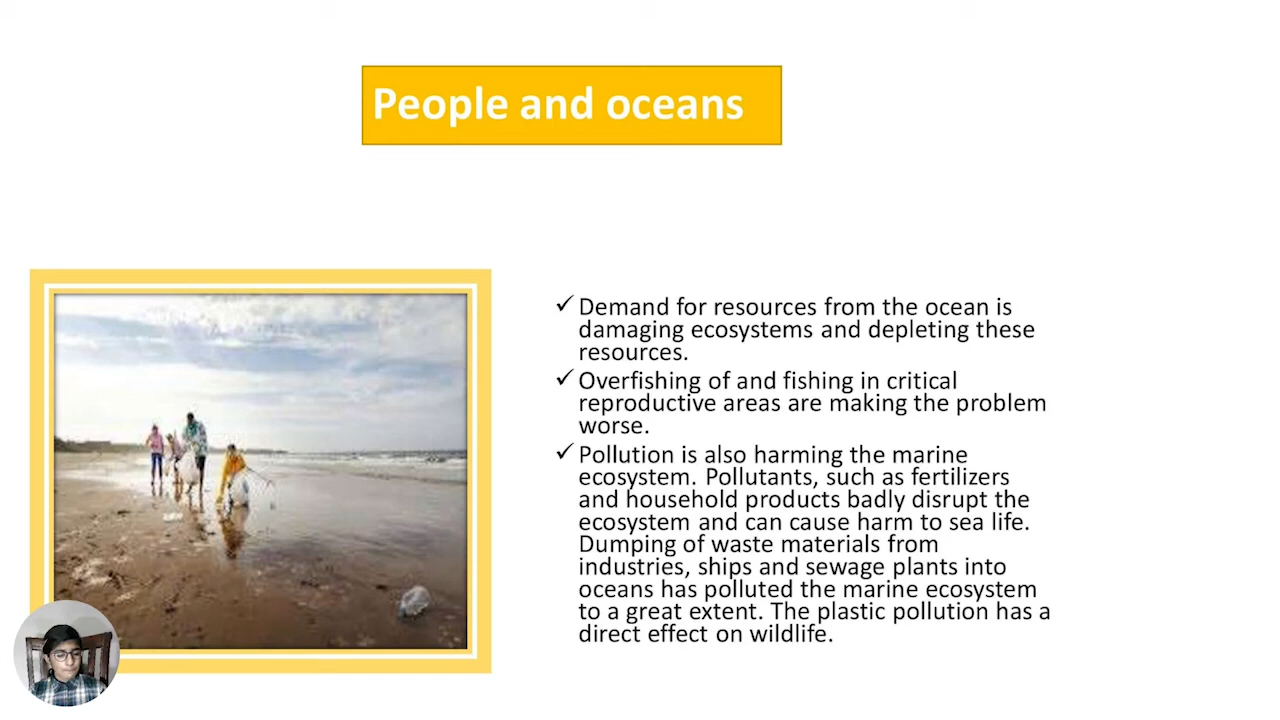 People and oceans
✓ Demand for resources from the ocean is
damaging ecosystems and depleting these
resources.
✓ Overfishing of and fishing in critical
reproductive areas are making the problem
worse.
✓ Pollution is also harming the marine
ecosystem. Pollutants, such as fertilizers
and household products badly disrupt the
ecosystem and can cause harm to sea life.
Dumping of waste materials from
industries, ships and sewage plants into
oceans has polluted the marine ecosystem
to a great extent. The plastic pollution has a
direct effect on wildlife.